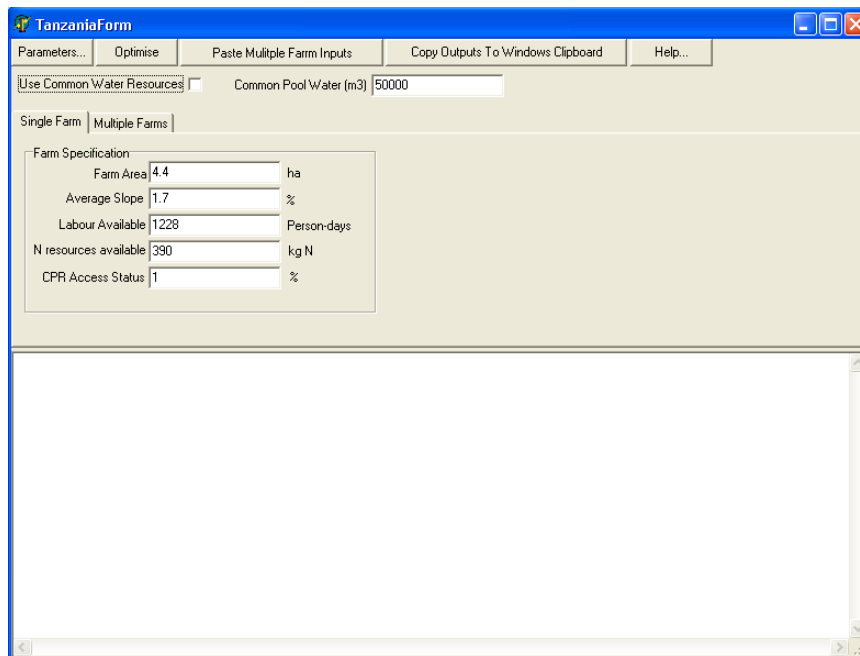 TanzaniaForm
Parameters... Optimise Paste Mulitple Farrm Inputs Copy Outputs To Windows Clipboard Help...
Use Common Water Resources Common Pool Water (m3) 50000
Single Farm Multiple Farms
Farm Specification
Farm Area 4.4 ha
Average Slope 1.7 %
Labour Available 1228 Person-days
N resources available 390 kg N
CPR Access Status 1 %